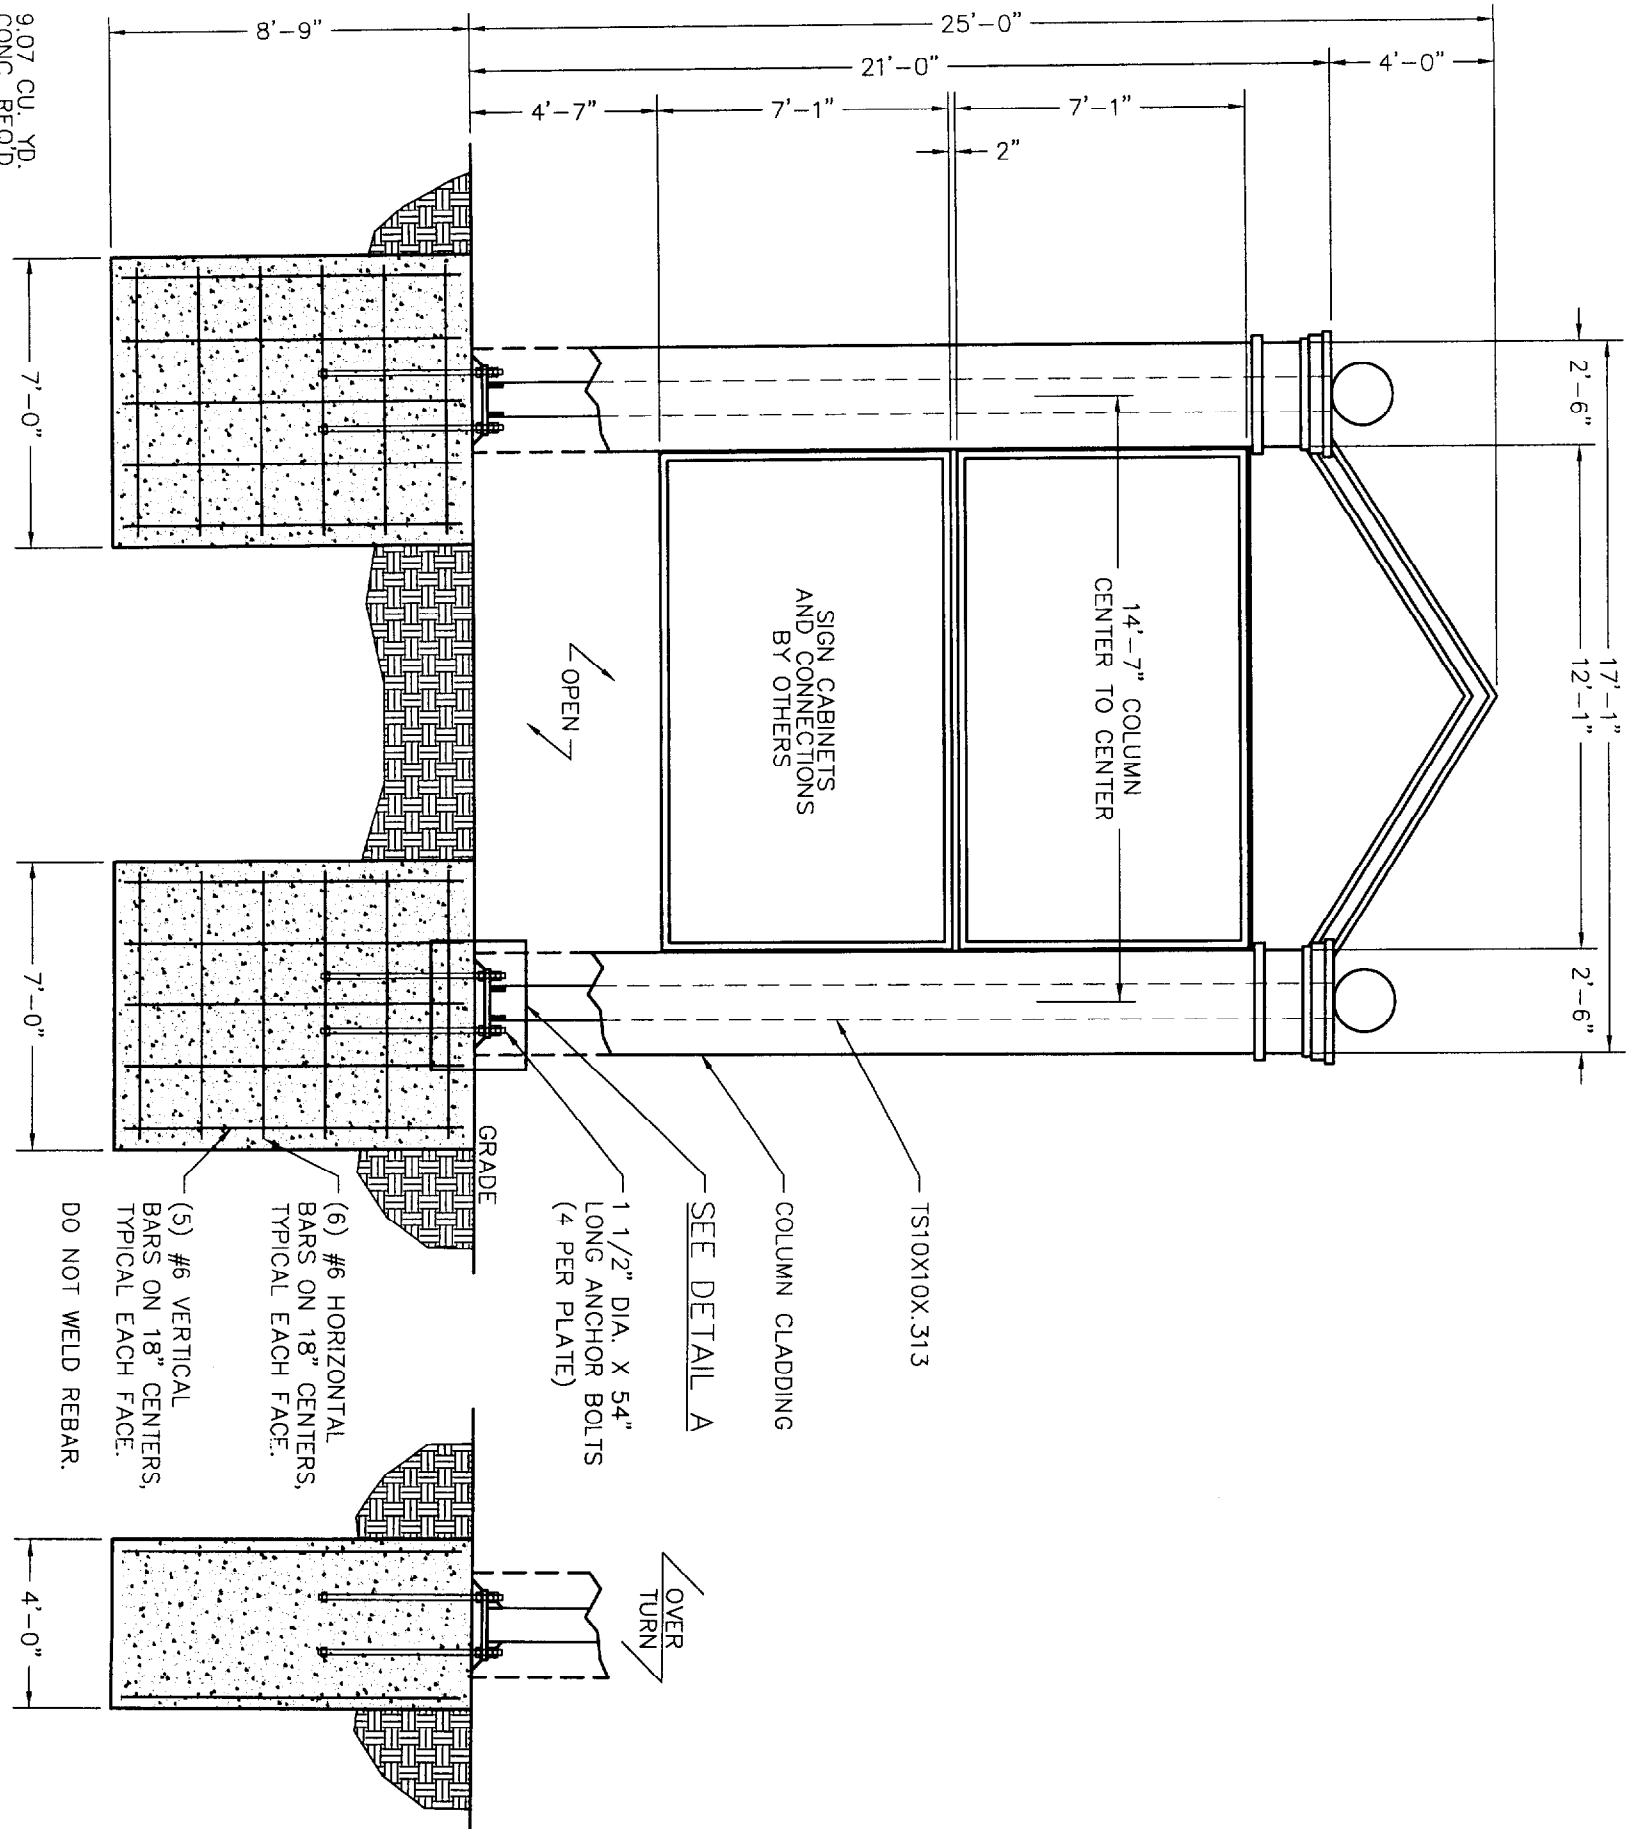 17'-1"
2'-6"
12'-1"
2'-6"
25'-0"
21'-0"
4'-0"
4'-7"
7'-1"
7'-1"
2"
8'-9"
14'-7" COLUMN
CENTER TO CENTER
SIGN CABINETS
AND CONNECTIONS
BY OTHERS
OPEN
TS10X10X.313
COLUMN CLADDING
SEE DETAIL A
1 1/2" DIA. X 54"
LONG ANCHOR BOLTS
(4 PER PLATE)
GRADE
(6) #6 HORIZONTAL
BARS ON 18" CENTERS,
TYPICAL EACH FACE.
(5) #6 VERTICAL
BARS ON 18" CENTERS,
TYPICAL EACH FACE.
DO NOT WELD REBAR.
OVER
TURN
7'-0"
7'-0"
4'-0"
9.07 CU. YD.
CONC. REQ'D